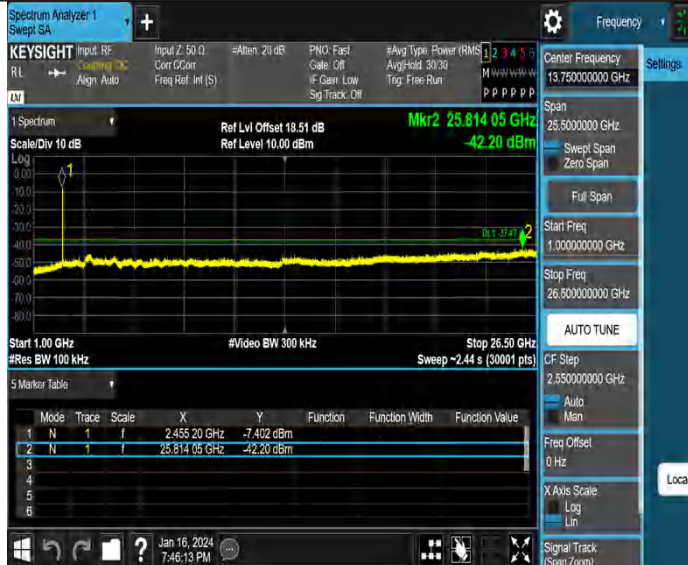 Spectrum Analyzer 1
Swept SA
Frequency
KEYSIGHT Input: RF Input Z: 50 Ω #Atten: 20 dB PNO: Fast #Avg Type: Power (RMS 1 2 3 4 5 6
RL Corr CCorr Gate: Off Avg|Hold: 30/30 M W W W W W
Align: Auto Freq Ref: Int (S) IF Gain: Low Trig: Free Run
Sig Track: Off P P P P P P
LXI
1 Spectrum
Ref Lvl Offset 18.51 dB Mkr2 25.814 05 GHz
Scale/Div 10 dB Ref Level 10.00 dBm -42.20 dBm
Log
0.00
-10.0
-20.0
-30.0
-40.0
-50.0
-60.0
-70.0
-80.0
1
DL1 -37.47
2
Start 1.00 GHz #Video BW 300 kHz Stop 26.50 GHz
#Res BW 100 kHz Sweep ~2.44 s (30001 pts)
5 Marker Table
Mode Trace Scale X Y Function Function Width Function Value
1 N 1 f 2.455 20 GHz -7.402 dBm
2 N 1 f 25.814 05 GHz -42.20 dBm
3
4
5
6
Jan 16, 2024
7:46:13 PM
Center Frequency
13.750000000 GHz
Settings
Span
25.5000000 GHz
Swept Span
Zero Span
Full Span
Start Freq
1.000000000 GHz
Stop Freq
26.500000000 GHz
AUTO TUNE
CF Step
2.550000000 GHz
Auto
Man
Freq Offset
0 Hz
X Axis Scale
Log
Lin
Signal Track
(Span Zoom)
Loca